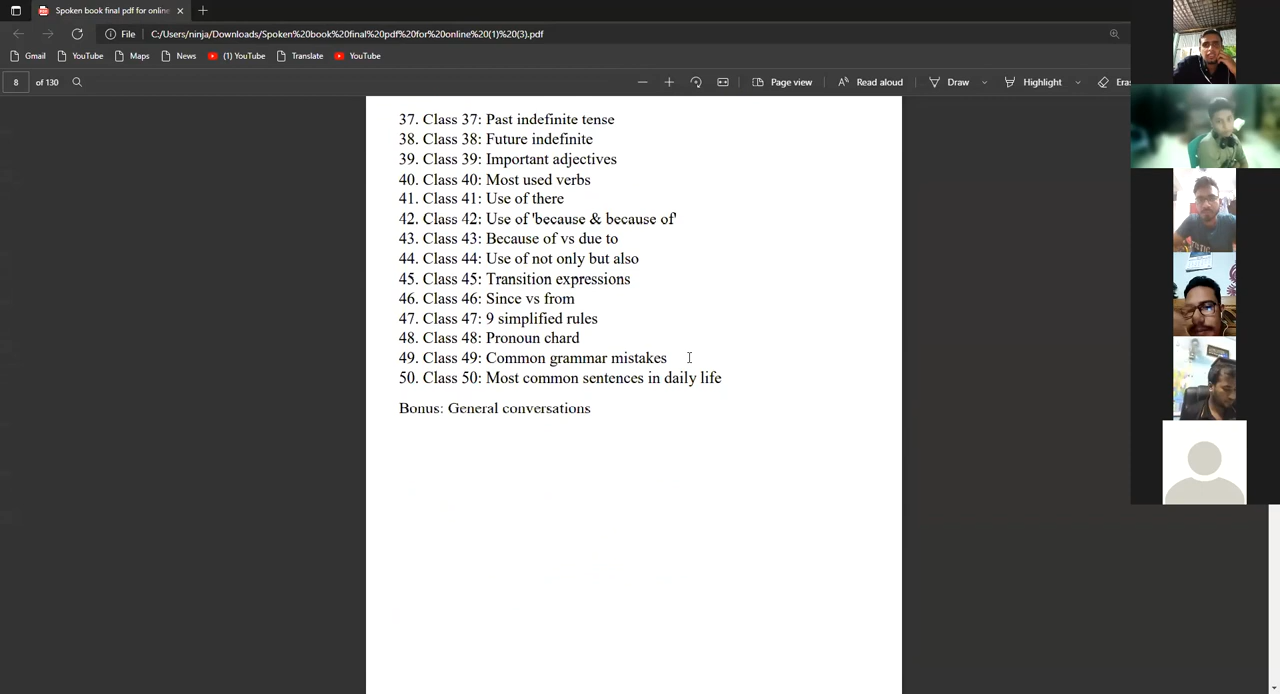 Spoken book final pdf for online
File C:/Users/ninja/Downloads/Spoken%20book%20final%20pdf%20for%20online%20(1)%20(3).pdf
Gmail YouTube Maps News (1) YouTube Translate YouTube
8 of 130 Page view Read aloud Draw Highlight Eras
37. Class 37: Past indefinite tense
38. Class 38: Future indefinite
39. Class 39: Important adjectives
40. Class 40: Most used verbs
41. Class 41: Use of there
42. Class 42: Use of 'because & because of'
43. Class 43: Because of vs due to
44. Class 44: Use of not only but also
45. Class 45: Transition expressions
46. Class 46: Since vs from
47. Class 47: 9 simplified rules
48. Class 48: Pronoun chard
49. Class 49: Common grammar mistakes
50. Class 50: Most common sentences in daily life
Bonus: General conversations